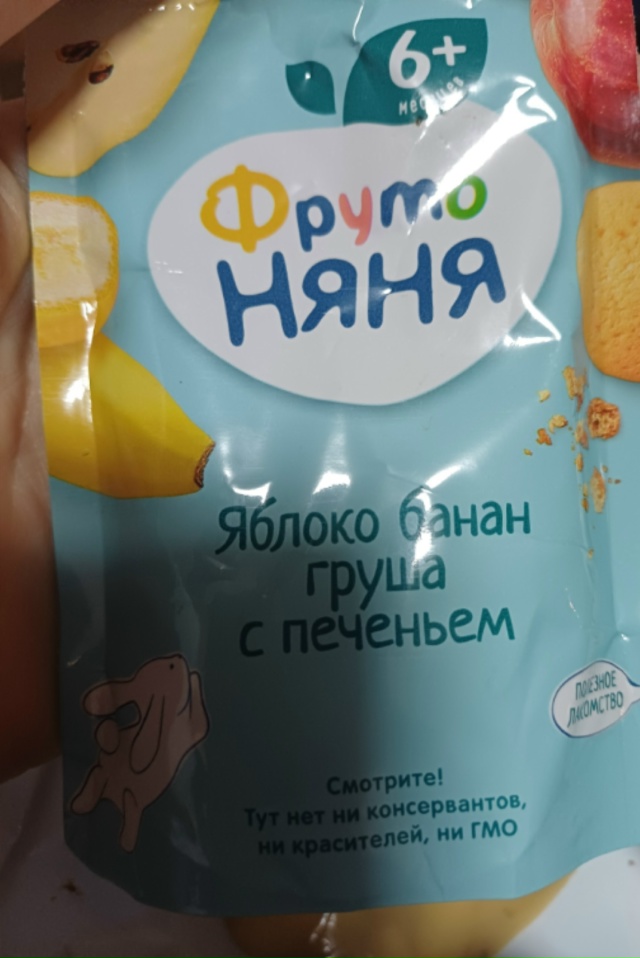 6+
месяцев
Фруто
НЯНЯ
Яблоко банан
груша
с печеньем
ПОЛЕЗНОЕ
ЛАКОМСТВО
Смотрите!
Тут нет ни консервантов,
ни красителей, ни ГМО